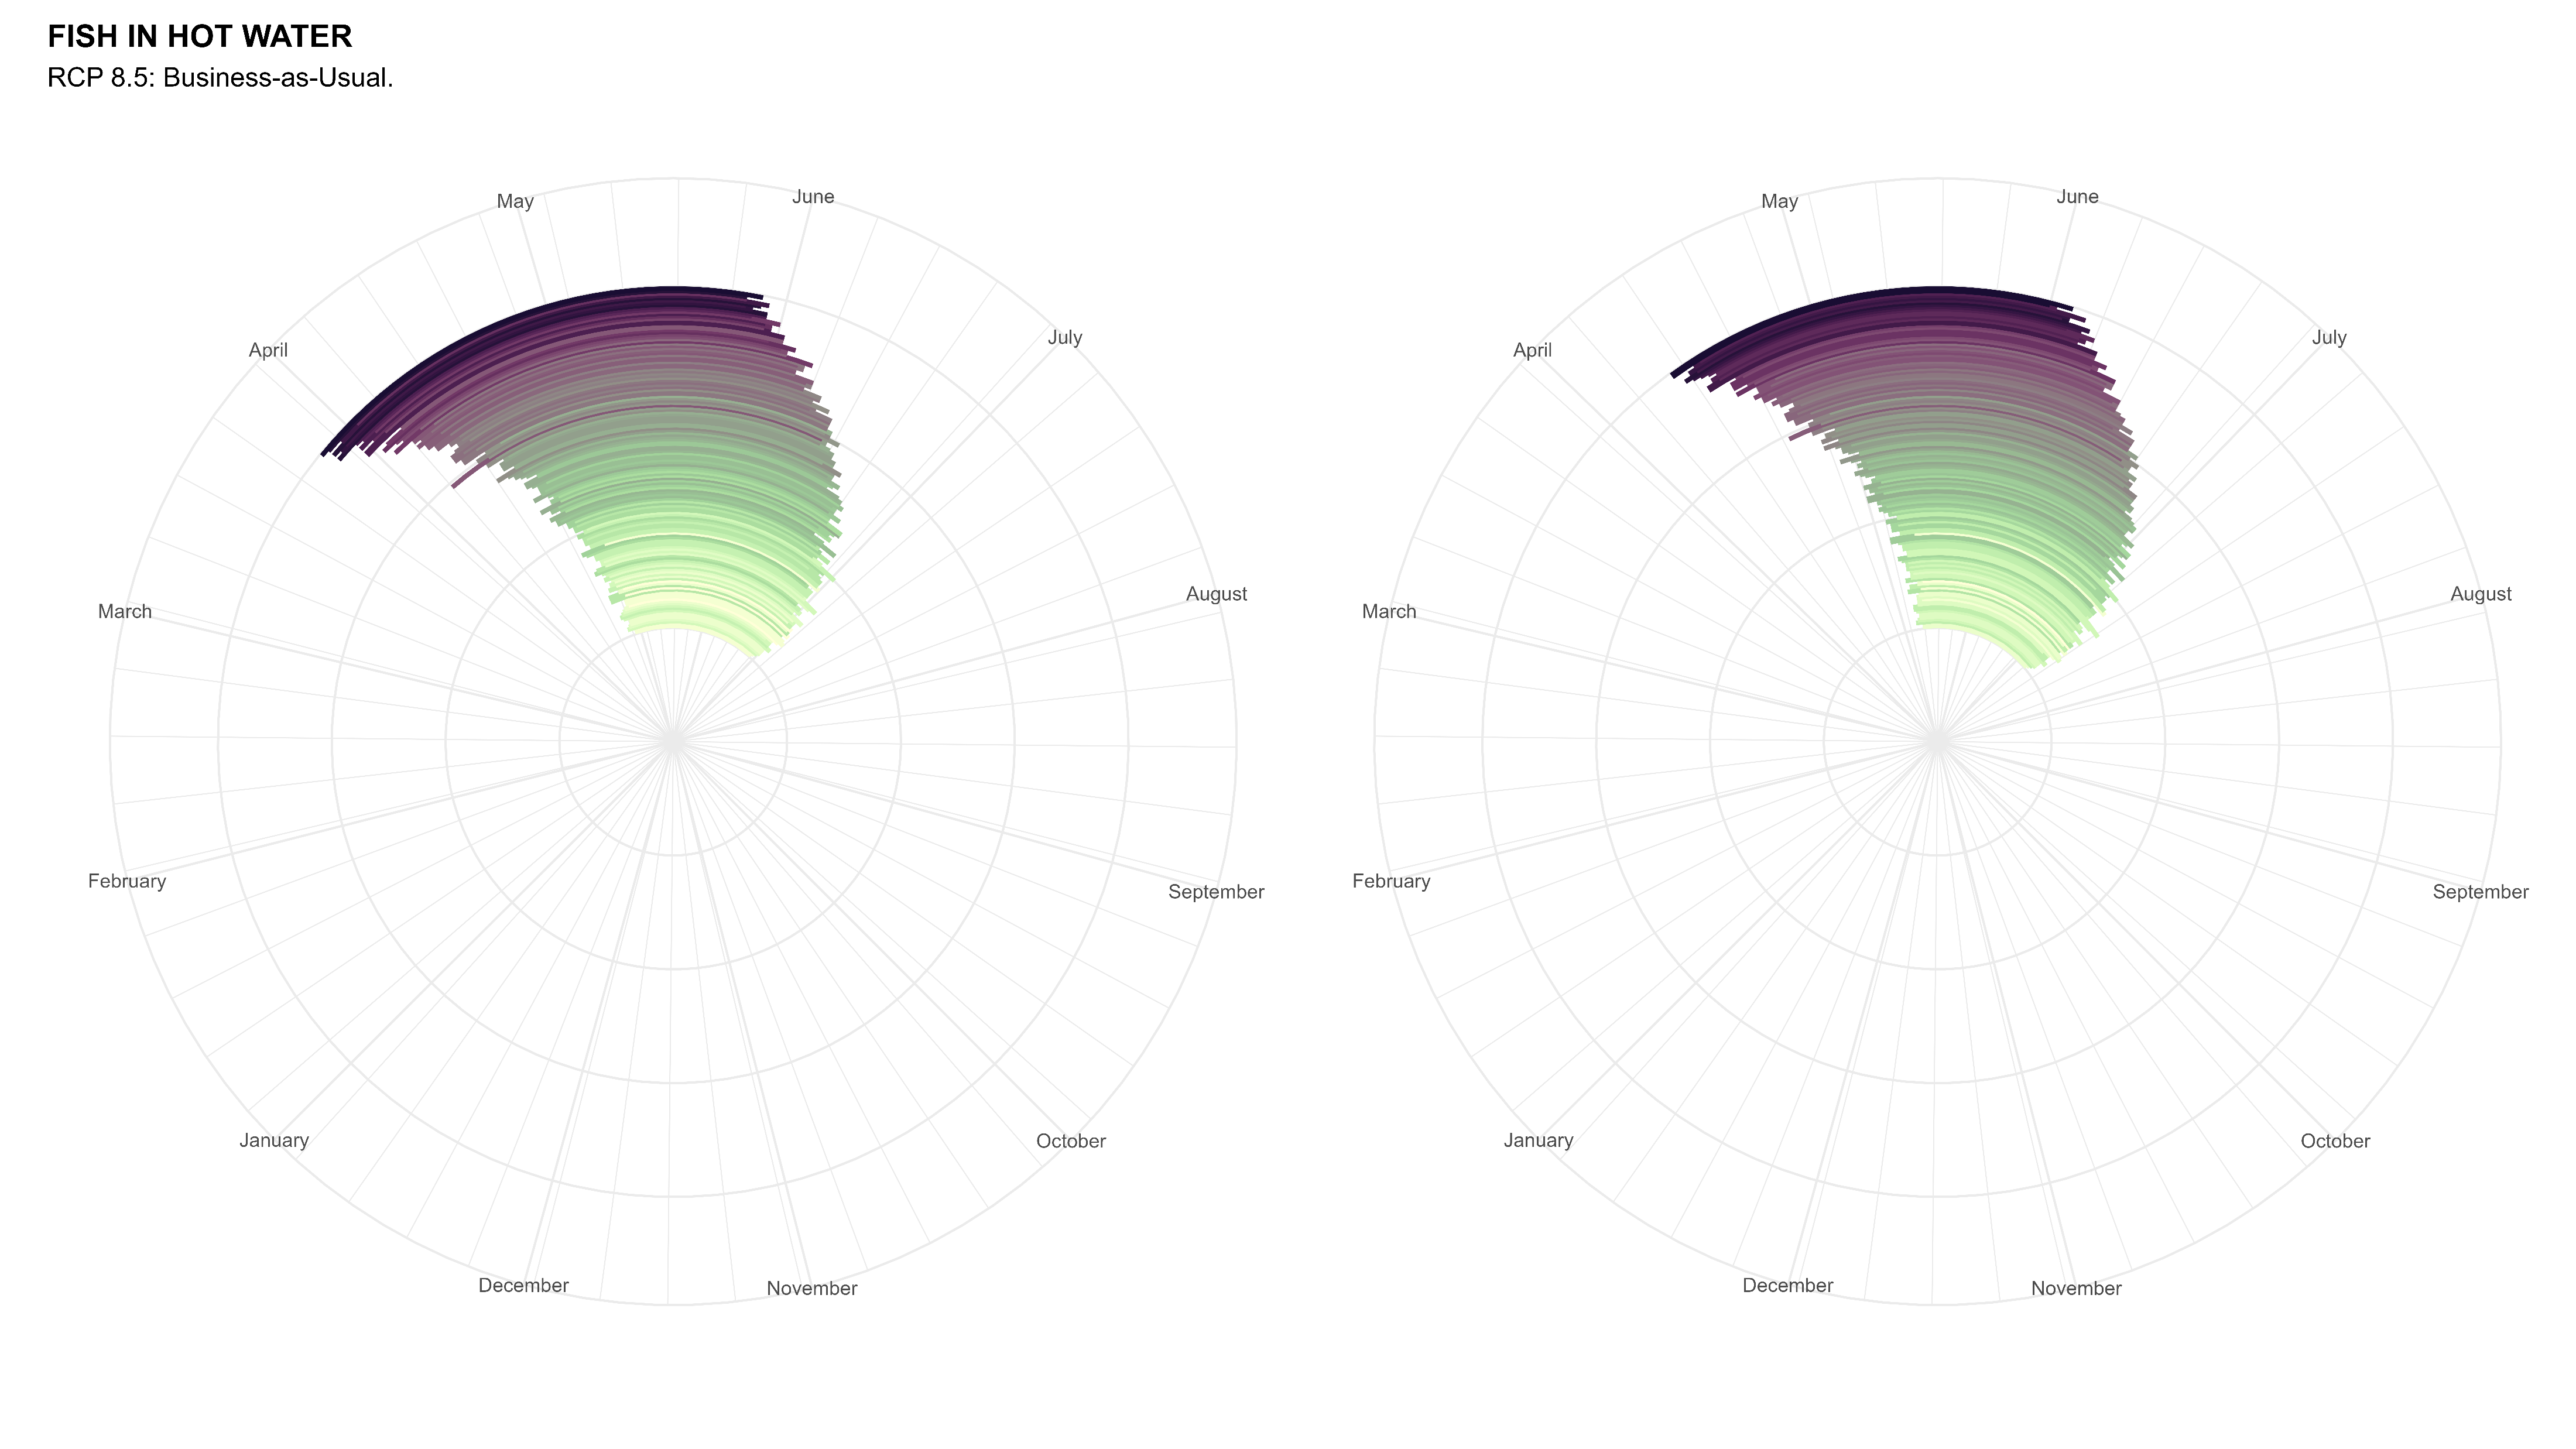 FISH IN HOT WATER
RCP 8.5: Business-as-Usual.
May
June
April
July
March
August
February
September
January
October
December
November
May
June
April
July
March
August
February
September
January
October
December
November